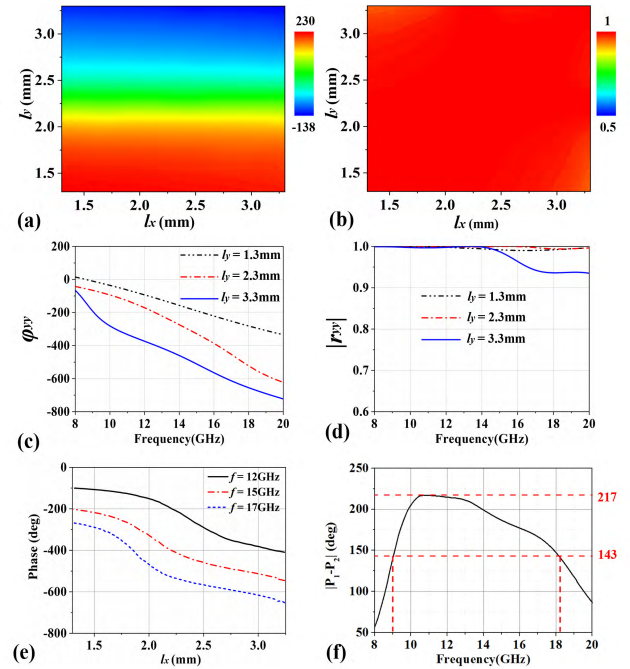 230
-138
3.0
2.5
2.0
1.5
ly (mm)
1.5 2.0 2.5 3.0
lx (mm)
(a)
1
0.5
3.0
2.5
2.0
1.5
ly (mm)
1.5 2.0 2.5 3.0
lx (mm)
(b)
200
0
-200
-400
-600
-800
φyy
ly = 1.3mm
ly = 2.3mm
ly = 3.3mm
8 10 12 14 16 18 20
Frequency(GHz)
(c)
1.0
0.9
0.8
0.7
0.6
|ryy|
ly = 1.3mm
ly = 2.3mm
ly = 3.3mm
8 10 12 14 16 18 20
Frequency(GHz)
(d)
0
-200
-400
-600
-800
Phase (deg)
f = 12GHz
f = 15GHz
f = 17GHz
1.5 2.0 2.5 3.0
lx (mm)
(e)
250
200
150
100
50
|P1-P2| (deg)
217
143
8 10 12 14 16 18 20
Frequency(GHz)
(f)